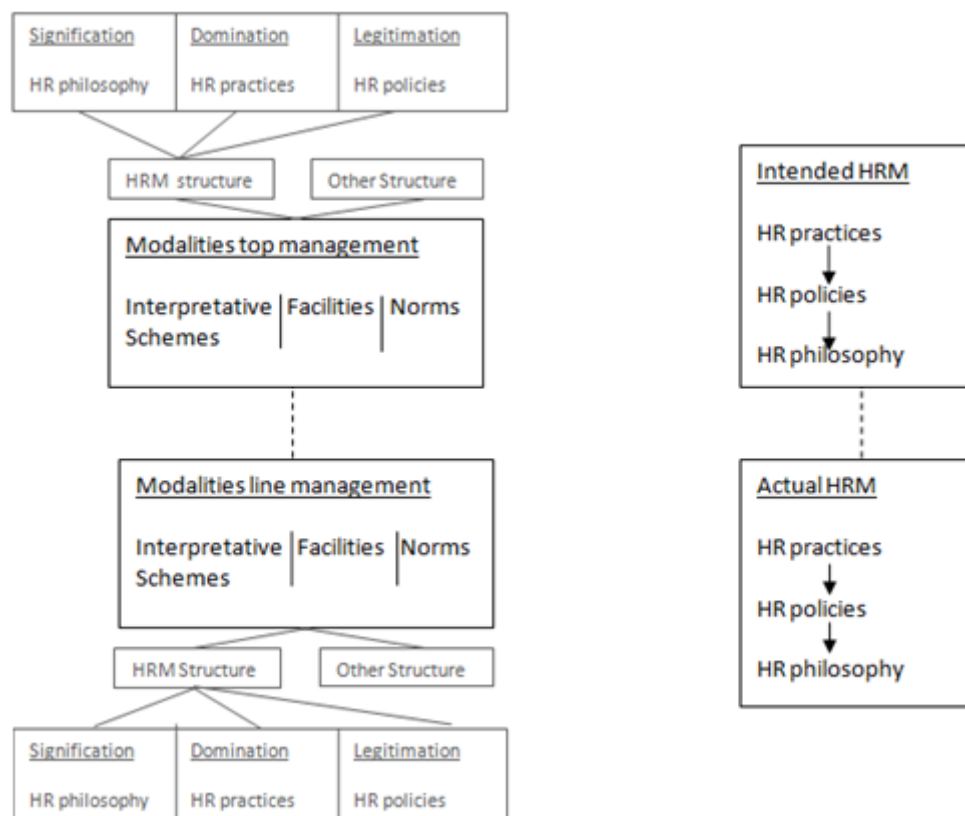 Signification Domination Legitimation
HR philosophy HR practices HR policies
HRM structure Other Structure
Modalities top management
Interpretative Facilities Norms
Schemes
Modalities line management
Interpretative Facilities Norms
Schemes
HRM Structure Other Structure
Signification Domination Legitimation
HR philosophy HR practices HR policies
Intended HRM
HR practices
HR policies
HR philosophy
Actual HRM
HR practices
HR policies
HR philosophy